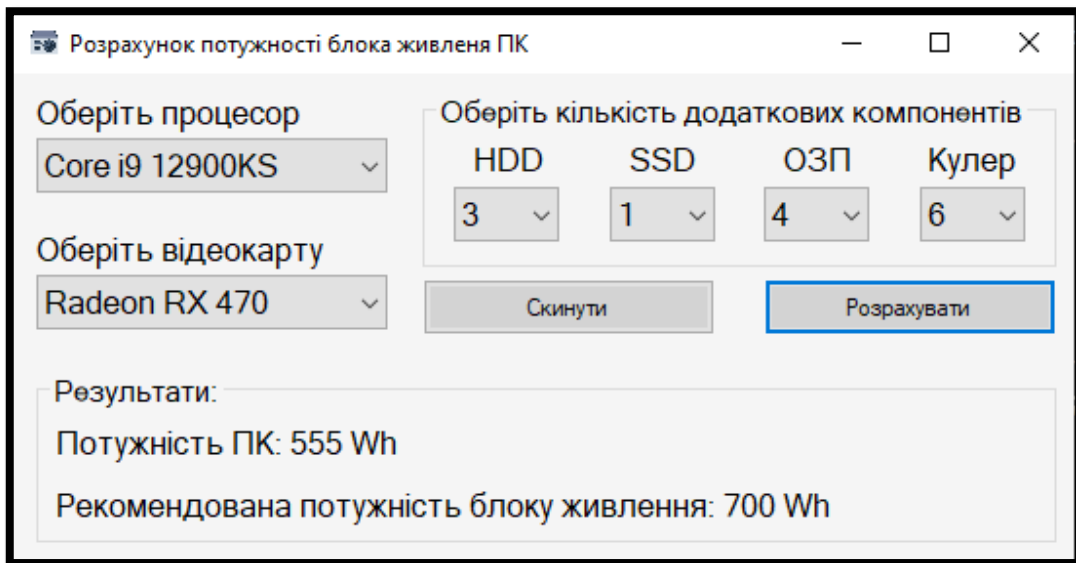 Розрахунок потужності блока живленя ПК
Оберіть процесор
Core i9 12900KS
Оберіть відеокарту
Radeon RX 470
Оберіть кількість додаткових компонентів
HDD SSD ОЗП Кулер
3 1 4 6
Скинути Розрахувати
Результати:
Потужність ПК: 555 Wh
Рекомендована потужність блоку живлення: 700 Wh